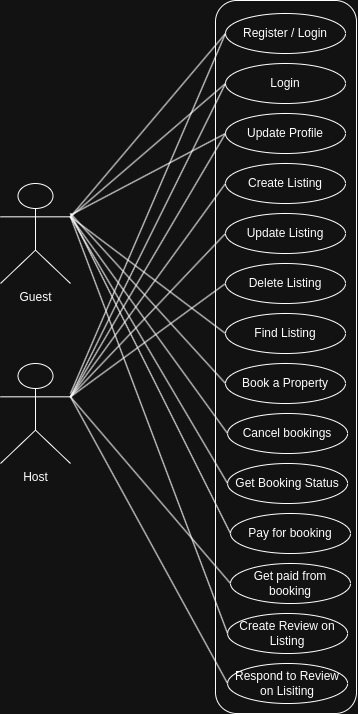 Register / Login
Login
Update Profile
Create Listing
Update Listing
Delete Listing
Find Listing
Book a Property
Cancel bookings
Get Booking Status
Pay for booking
Get paid from
booking
Create Review on
Listing
Respond to Review
on Lisiting
Guest
Host